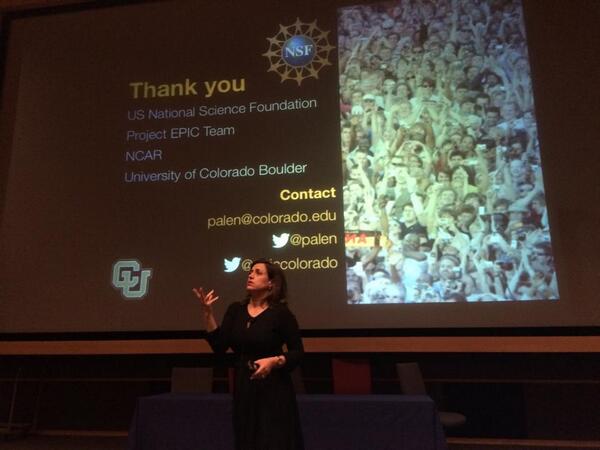 NSF
Thank you
US National Science Foundation
Project EPIC Team
NCAR
University of Colorado Boulder
Contact
palen@colorado.edu
@palen
CU